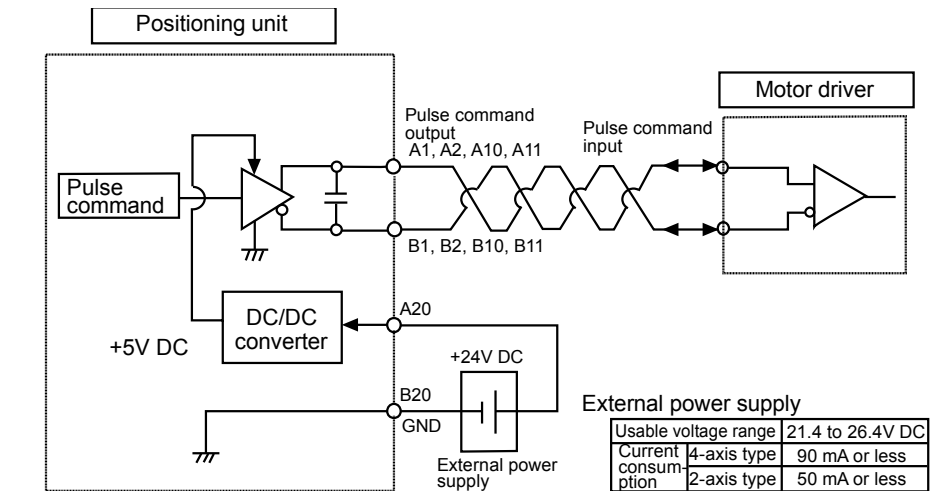 Positioning unit
Motor driver
Pulse command
output
A1, A2, A10, A11
Pulse command
input
Pulse
command
B1, B2, B10, B11
A20
DC/DC
converter
+5V DC
+24V DC
B20
GND
External power
supply
External power supply
Usable voltage range 21.4 to 26.4V DC
Current
consum-
ption
4-axis type 90 mA or less
2-axis type 50 mA or less